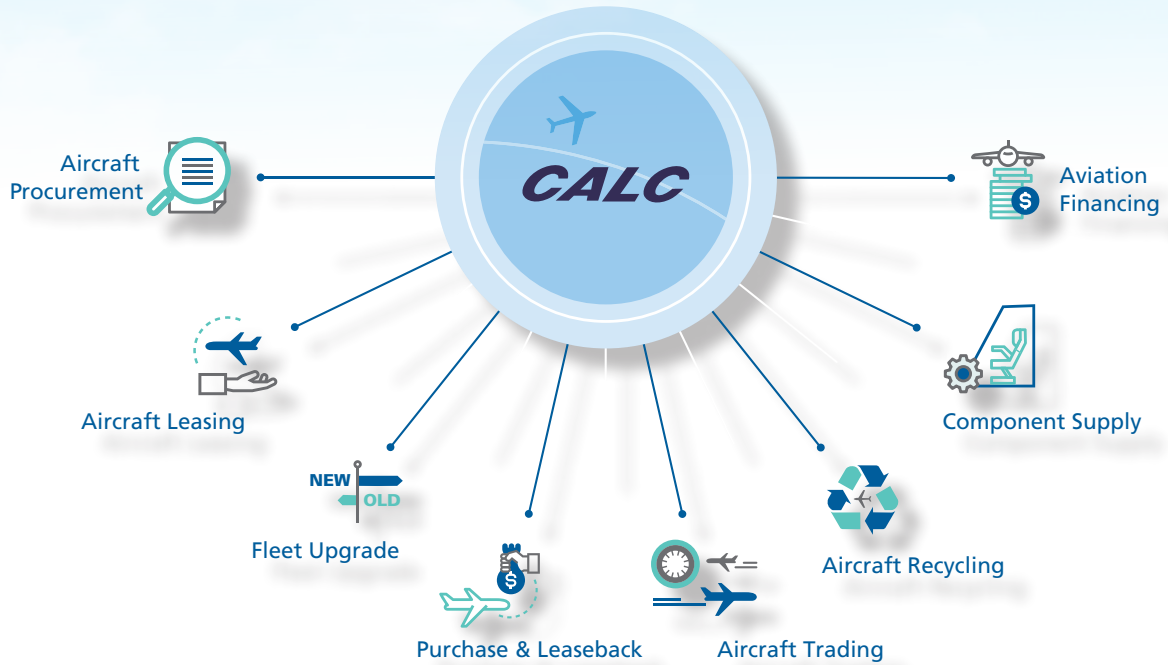 CALC
Aircraft
Procurement
Aviation
Financing
$
Aircraft Leasing
Component Supply
NEW
OLD
Fleet Upgrade
Aircraft Recycling
$
Purchase & Leaseback
Aircraft Trading